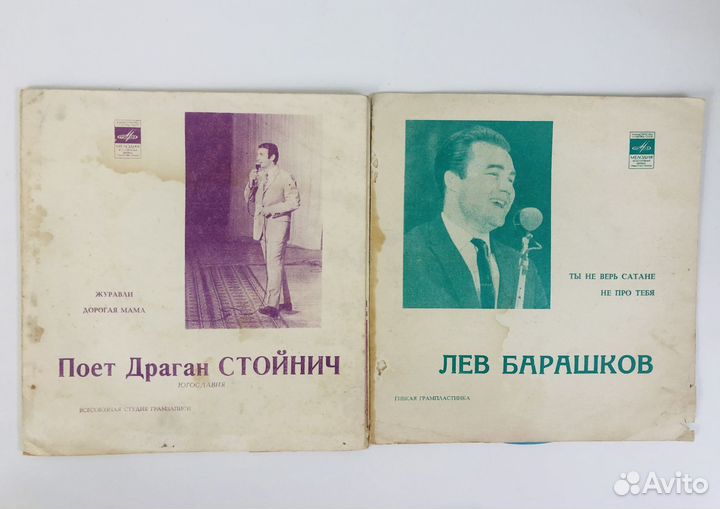 МЕЛОДИЯ
ЖУРАВЛИ
ДОРОГАЯ МАМА
Поет Драган СТОЙНИЧ
ЮГОСЛАВИЯ
ВСЕСОЮЗНАЯ СТУДИЯ ГРАМЗАПИСИ
МЕЛОДИЯ
ТЫ НЕ ВЕРЬ САТАНЕ
НЕ ПРО ТЕБЯ
ЛЕВ БАРАШКОВ
ГИБКАЯ ГРАМПЛАСТИНКА
Avito